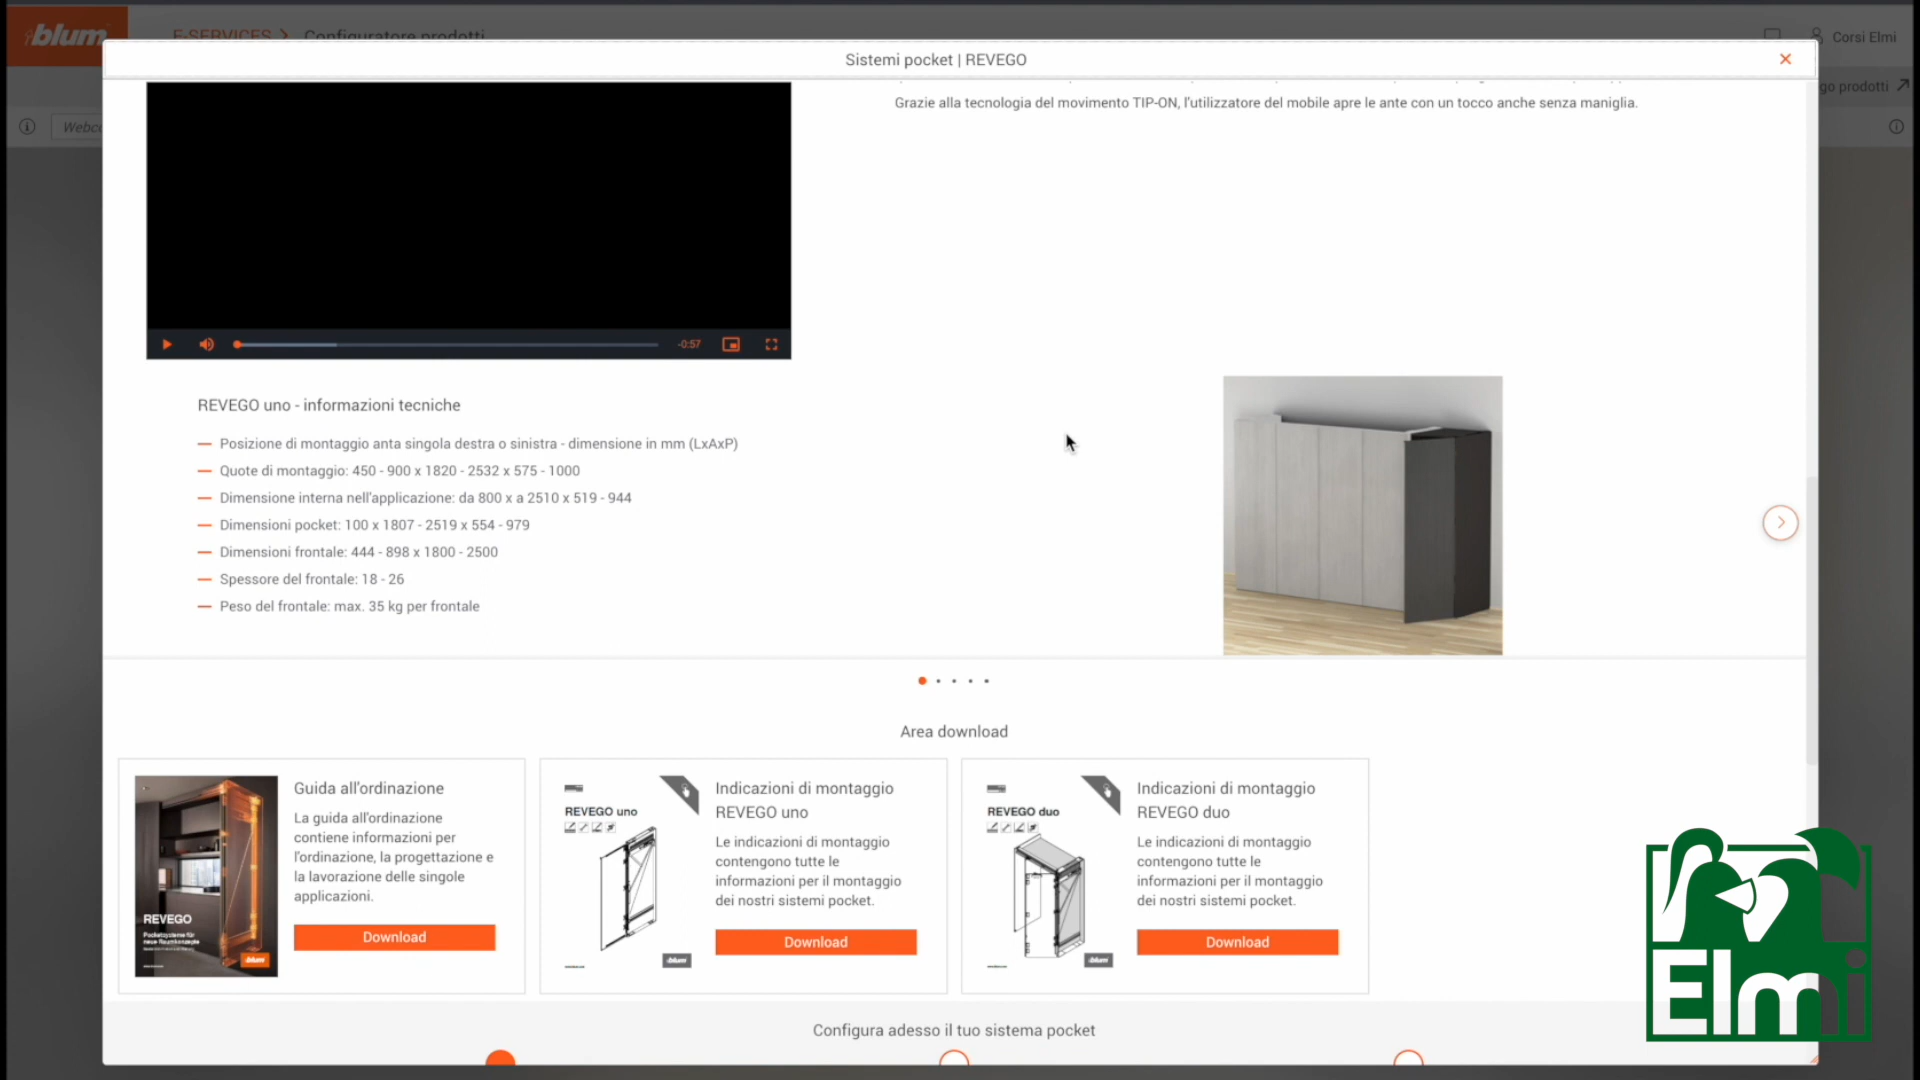 blum
E-SERVICES > Configuratore prodotti
Corsi Elmi
Sistemi pocket | REVEGO
go prodotti
Webco
Grazie alla tecnologia del movimento TIP-ON, l'utilizzatore del mobile apre le ante con un tocco anche senza maniglia.
-0:57
REVEGO uno - informazioni tecniche
Posizione di montaggio anta singola destra o sinistra - dimensione in mm (LxAxP)
Quote di montaggio: 450 - 900 x 1820 - 2532 x 575 - 1000
Dimensione interna nell'applicazione: da 800 x a 2510 x 519 - 944
Dimensioni pocket: 100 x 1807 - 2519 x 554 - 979
Dimensioni frontale: 444 - 898 x 1800 - 2500
Spessore del frontale: 18 - 26
Peso del frontale: max. 35 kg per frontale
Area download
REVEGO
Pocketsysteme für
neue Raumkonzepte
blum
Guida all'ordinazione
La guida all'ordinazione
contiene informazioni per
l'ordinazione, la progettazione e
la lavorazione delle singole
applicazioni.
Download
REVEGO uno
blum
Indicazioni di montaggio
REVEGO uno
Le indicazioni di montaggio
contengono tutte le
informazioni per il montaggio
dei nostri sistemi pocket.
Download
REVEGO duo
blum
Indicazioni di montaggio
REVEGO duo
Le indicazioni di montaggio
contengono tutte le
informazioni per il montaggio
dei nostri sistemi pocket.
Download
Elmi
Configura adesso il tuo sistema pocket